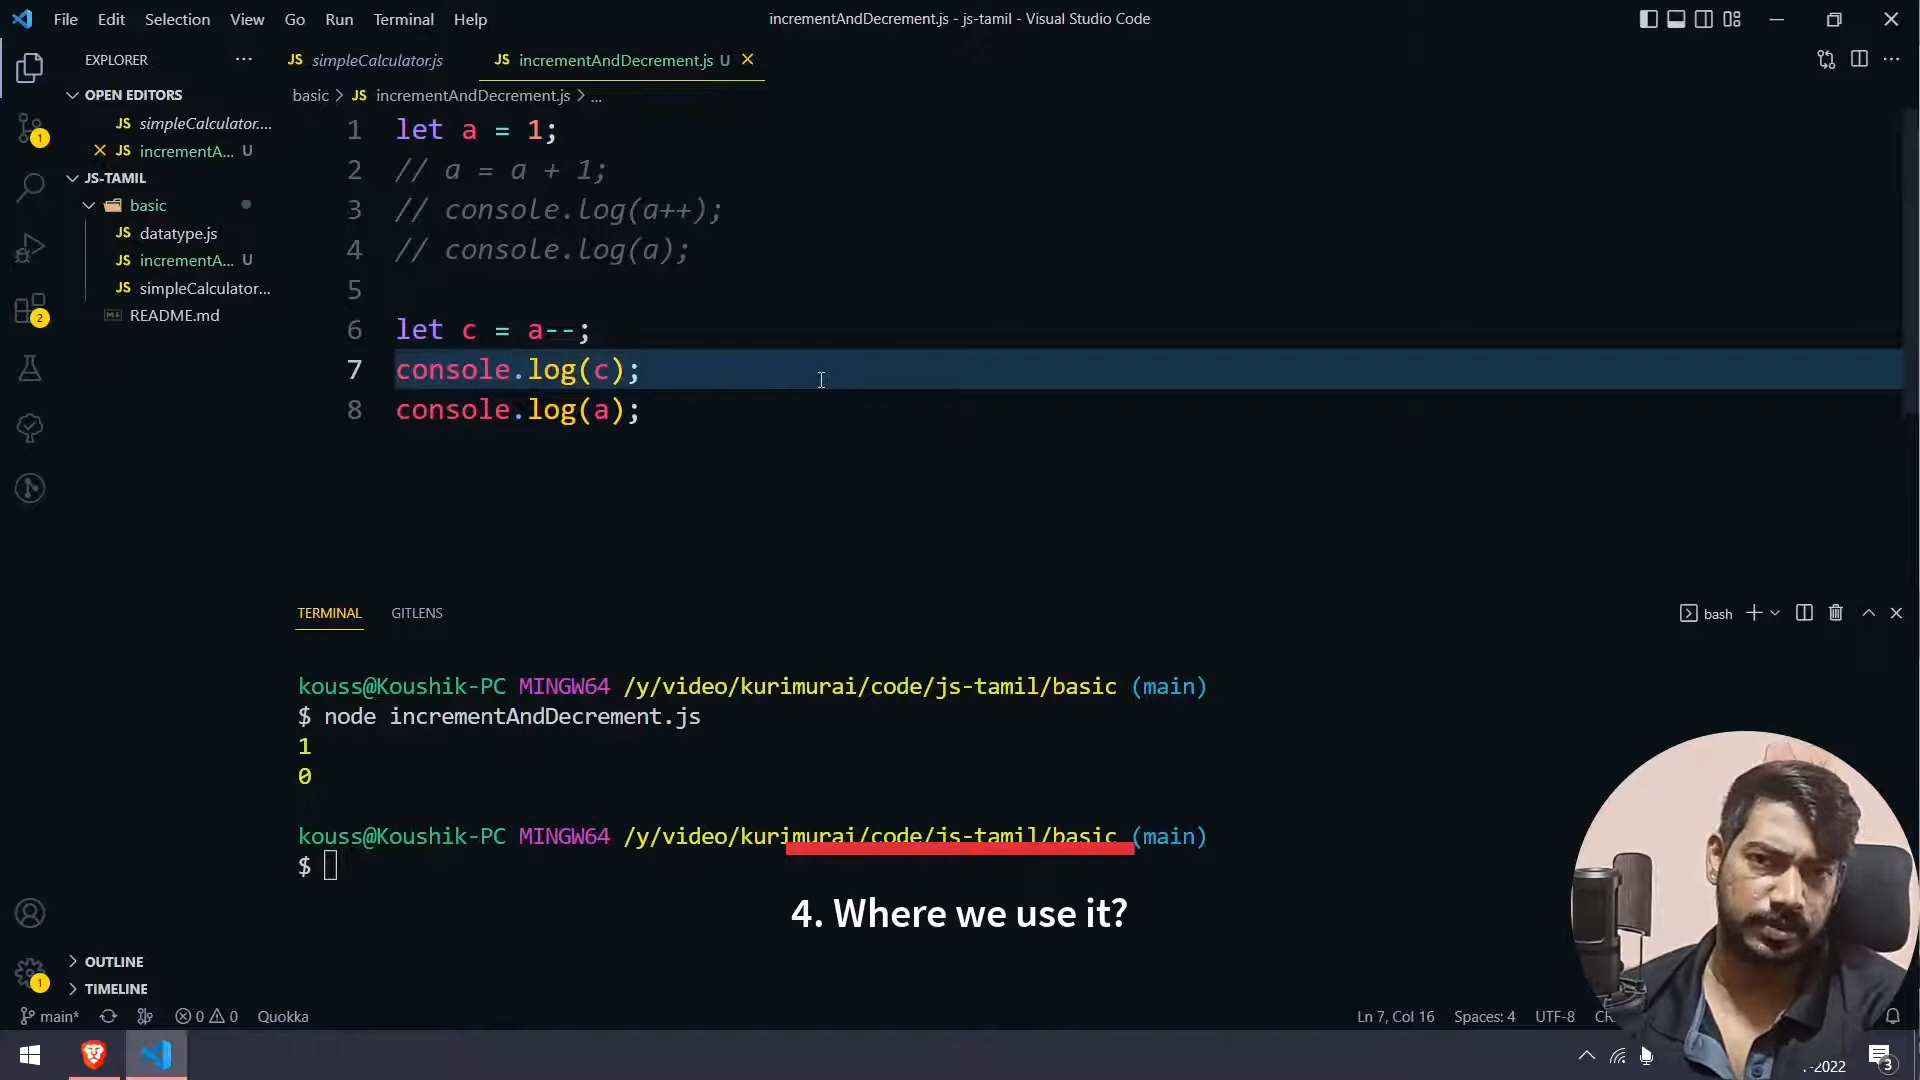 File Edit Selection View Go Run Terminal Help
incrementAndDecrement.js - js-tamil - Visual Studio Code
EXPLORER
JS simpleCalculator.js
JS incrementAndDecrement.js U
OPEN EDITORS
JS simpleCalculator....
JS incrementA... U
JS-TAMIL
basic
JS datatype.js
JS incrementA... U
JS simpleCalculator...
README.md
basic > JS incrementAndDecrement.js > ...
1 let a = 1;
2 // a = a + 1;
3 // console.log(a++);
4 // console.log(a);
5
6 let c = a--;
7 console.log(c);
8 console.log(a);
TERMINAL GITLENS
bash
kouss@Koushik-PC MINGW64 /y/video/kurimurai/code/js-tamil/basic (main)
$ node incrementAndDecrement.js
1
0
kouss@Koushik-PC MINGW64 /y/video/kurimurai/code/js-tamil/basic (main)
$
4. Where we use it?
1
2
1
OUTLINE
TIMELINE
main* 0 0 Quokka
Ln 7, Col 16 Spaces: 4 UTF-8
-2022
3